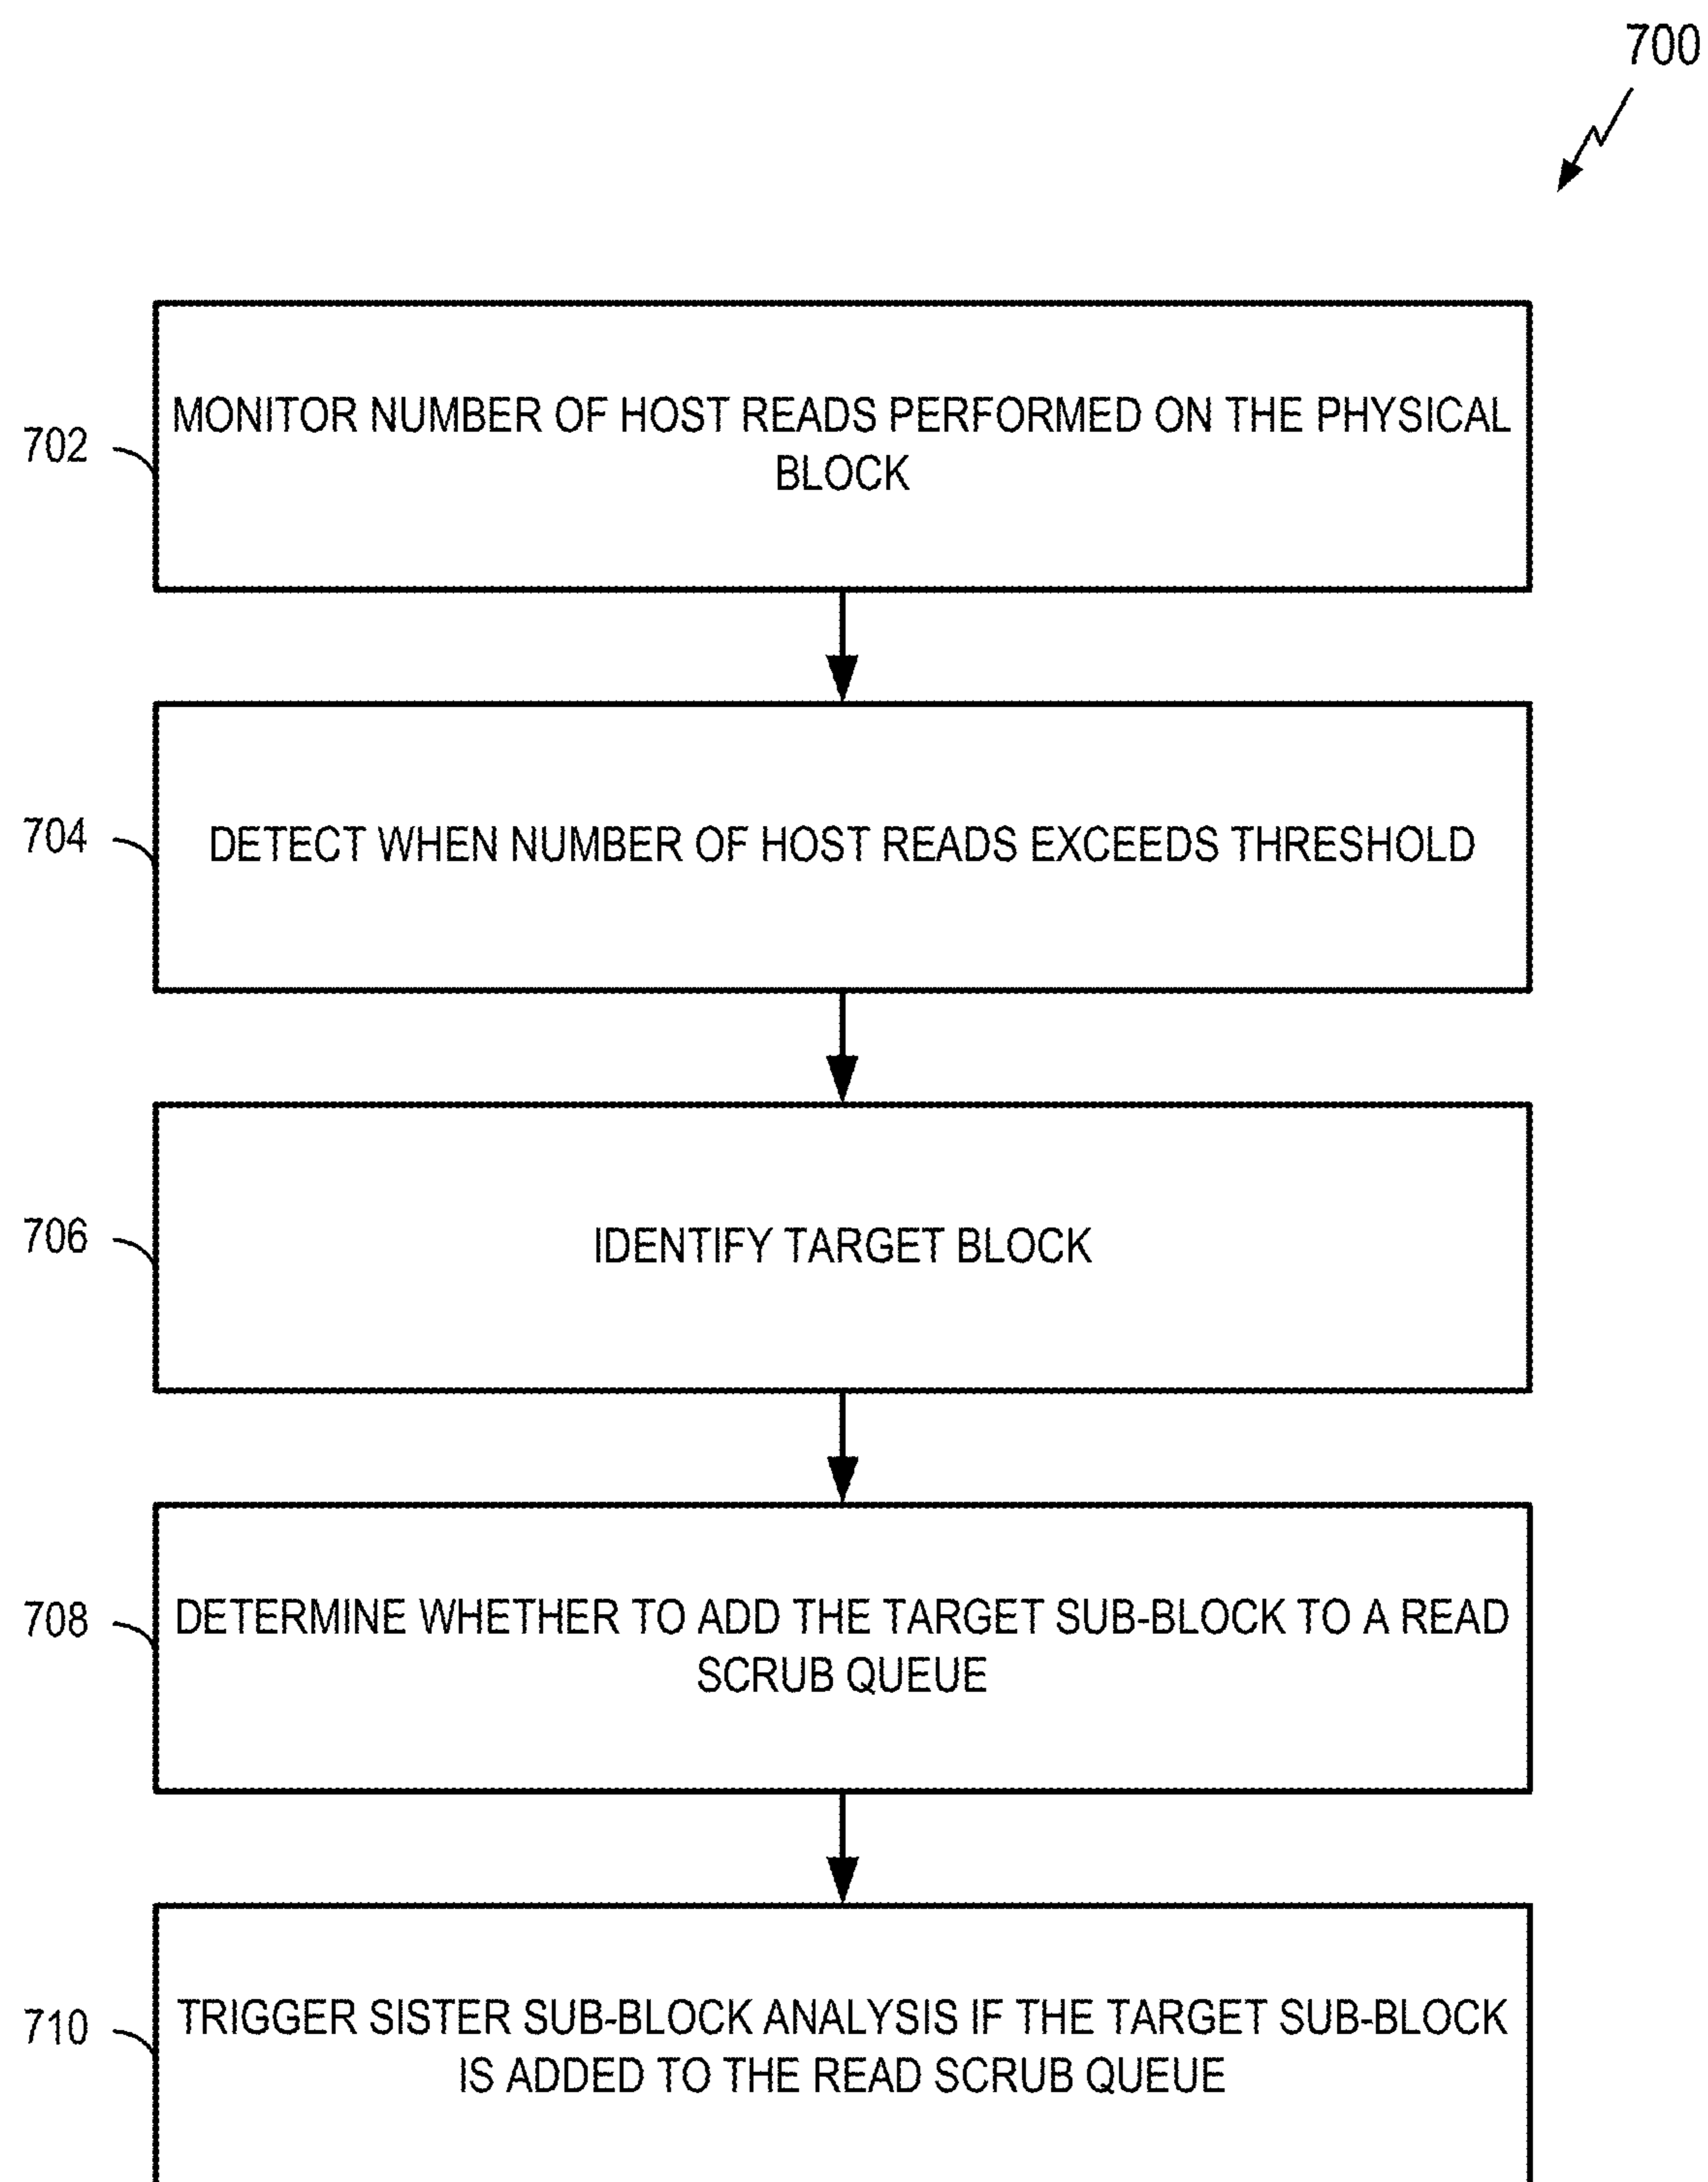 700
702
MONITOR NUMBER OF HOST READS PERFORMED ON THE PHYSICAL
BLOCK
704
DETECT WHEN NUMBER OF HOST READS EXCEEDS THRESHOLD
706
IDENTIFY TARGET BLOCK
708
DETERMINE WHETHER TO ADD THE TARGET SUB-BLOCK TO A READ
SCRUB QUEUE
710
TRIGGER SISTER SUB-BLOCK ANALYSIS IF THE TARGET SUB-BLOCK
IS ADDED TO THE READ SCRUB QUEUE